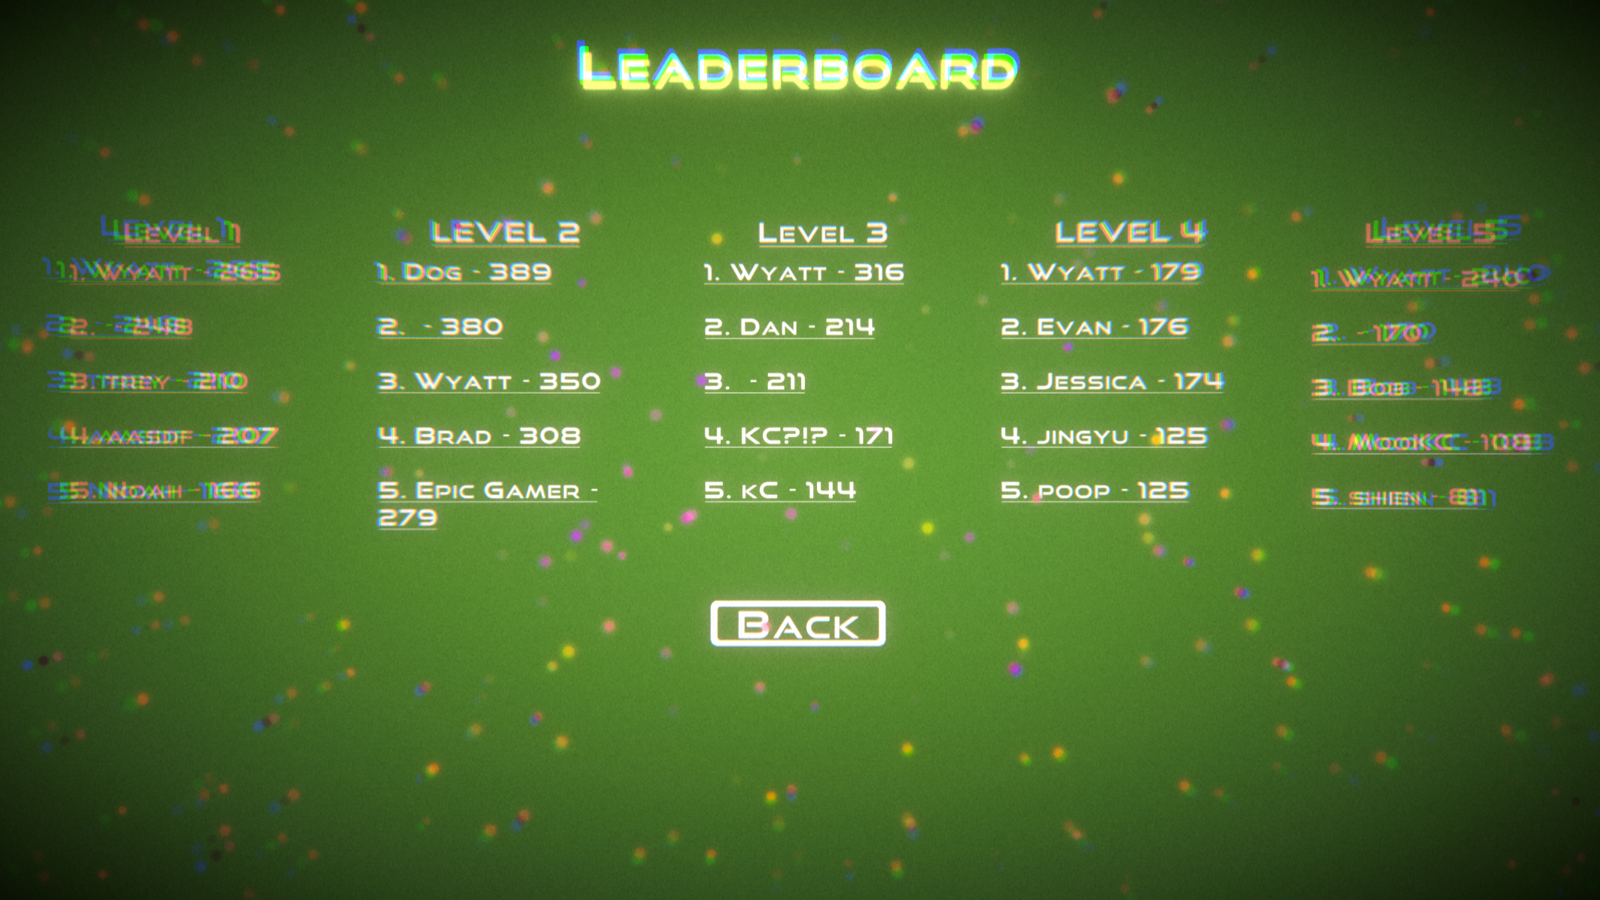 Leaderboard
Level 1
1. Wyatt - 265
2.  - 248
3. Trey - 210
4. aaasdf - 207
5. Noah - 166
LEVEL 2
1. Dog - 389
2.  - 380
3. Wyatt - 350
4. Brad - 308
5. Epic Gamer -
279
Level 3
1. Wyatt - 316
2. Dan - 214
3.  - 211
4. KC?!? - 171
5. kC - 144
LEVEL 4
1. Wyatt - 179
2. Evan - 176
3. Jessica - 174
4. jingyu - 125
5. poop - 125
Level 5
1. Wyatt - 240
2.  - 170
3. Bob - 148
4. MooKCC - 108
5. shien - 81
Back